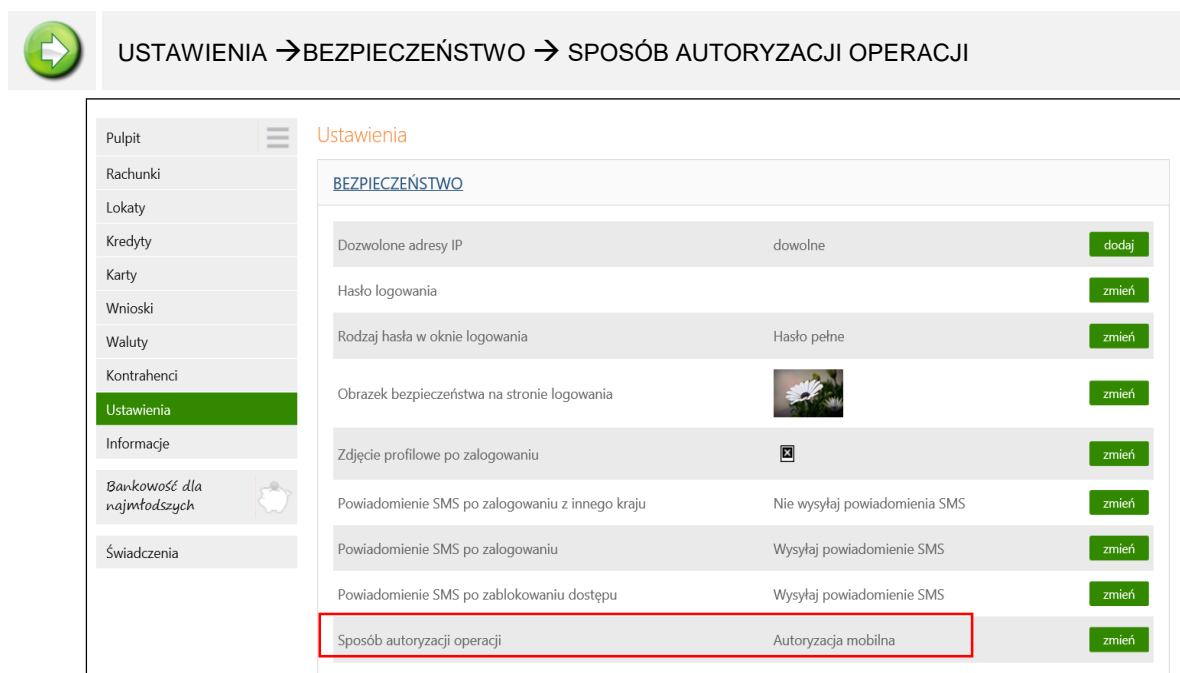 USTAWIENIA → BEZPIECZEŃSTWO → SPOSÓB AUTORYZACJI OPERACJI
Pulpit
Rachunki
Lokaty
Kredyty
Karty
Wnioski
Waluty
Kontrahenci
Ustawienia
Informacje
Bankowość dla
najmłodszych
Świadczenia
Ustawienia
BEZPIECZEŃSTWO
Dozwolone adresy IP dowolne dodaj
Hasło logowania zmień
Rodzaj hasła w oknie logowania Hasło pełne zmień
Obrazek bezpieczeństwa na stronie logowania zmień
Zdjęcie profilowe po zalogowaniu zmień
Powiadomienie SMS po zalogowaniu z innego kraju Nie wysyłaj powiadomienia SMS zmień
Powiadomienie SMS po zalogowaniu Wysyłaj powiadomienie SMS zmień
Powiadomienie SMS po zablokowaniu dostępu Wysyłaj powiadomienie SMS zmień
Sposób autoryzacji operacji Autoryzacja mobilna zmień